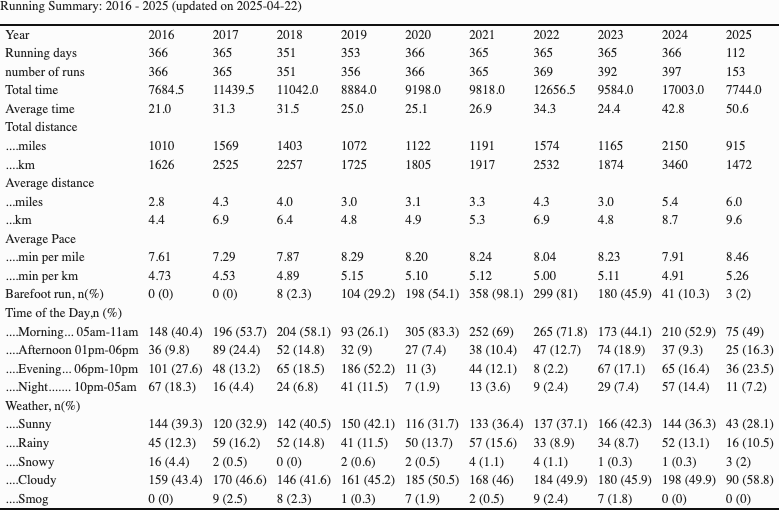 Running Summary: 2016 - 2025 (updated on 2025-04-22)
Year 2016 2017 2018 2019 2020 2021 2022 2023 2024 2025
Running days 366 365 351 353 366 365 365 365 366 112
number of runs 366 365 351 356 366 365 369 392 397 153
Total time 7684.5 11439.5 11042.0 8884.0 9198.0 9818.0 12656.5 9584.0 17003.0 7744.0
Average time 21.0 31.3 31.5 25.0 25.1 26.9 34.3 24.4 42.8 50.6
Total distance
....miles 1010 1569 1403 1072 1122 1191 1574 1165 2150 915
....km 1626 2525 2257 1725 1805 1917 2532 1874 3460 1472
Average distance
....miles 2.8 4.3 4.0 3.0 3.1 3.3 4.3 3.0 5.4 6.0
...km 4.4 6.9 6.4 4.8 4.9 5.3 6.9 4.8 8.7 9.6
Average Pace
....min per mile 7.61 7.29 7.87 8.29 8.20 8.24 8.04 8.23 7.91 8.46
....min per km 4.73 4.53 4.89 5.15 5.10 5.12 5.00 5.11 4.91 5.26
Barefoot run, n(%) 0 (0) 0 (0) 8 (2.3) 104 (29.2) 198 (54.1) 358 (98.1) 299 (81) 180 (45.9) 41 (10.3) 3 (2)
Time of the Day,n (%)
....Morning... 05am-11am 148 (40.4) 196 (53.7) 204 (58.1) 93 (26.1) 305 (83.3) 252 (69) 265 (71.8) 173 (44.1) 210 (52.9) 75 (49)
....Afternoon 01pm-06pm 36 (9.8) 89 (24.4) 52 (14.8) 32 (9) 27 (7.4) 38 (10.4) 47 (12.7) 74 (18.9) 37 (9.3) 25 (16.3)
....Evening... 06pm-10pm 101 (27.6) 48 (13.2) 65 (18.5) 186 (52.2) 11 (3) 44 (12.1) 8 (2.2) 67 (17.1) 65 (16.4) 36 (23.5)
....Night....... 10pm-05am 67 (18.3) 16 (4.4) 24 (6.8) 41 (11.5) 7 (1.9) 13 (3.6) 9 (2.4) 29 (7.4) 57 (14.4) 11 (7.2)
Weather, n(%)
....Sunny 144 (39.3) 120 (32.9) 142 (40.5) 150 (42.1) 116 (31.7) 133 (36.4) 137 (37.1) 166 (42.3) 144 (36.3) 43 (28.1)
....Rainy 45 (12.3) 59 (16.2) 52 (14.8) 41 (11.5) 50 (13.7) 57 (15.6) 33 (8.9) 34 (8.7) 52 (13.1) 16 (10.5)
....Snowy 16 (4.4) 2 (0.5) 0 (0) 2 (0.6) 2 (0.5) 4 (1.1) 4 (1.1) 1 (0.3) 1 (0.3) 3 (2)
....Cloudy 159 (43.4) 170 (46.6) 146 (41.6) 161 (45.2) 185 (50.5) 168 (46) 184 (49.9) 180 (45.9) 198 (49.9) 90 (58.8)
....Smog 0 (0) 9 (2.5) 8 (2.3) 1 (0.3) 7 (1.9) 2 (0.5) 9 (2.4) 7 (1.8) 0 (0) 0 (0)